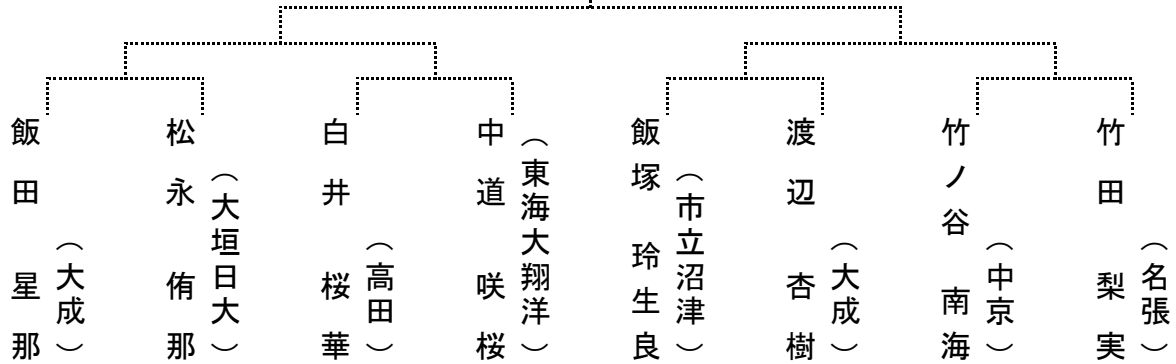 飯田 星那
(大成)
松永 侑那
(大垣日大)
白井 桜華
(高田)
中道 咲桜
(東海大翔洋)
飯塚 玲生良
(市立沼津)
渡辺 杏樹
(大成)
竹ノ谷 南海
(中京)
竹田 梨実
(名張)